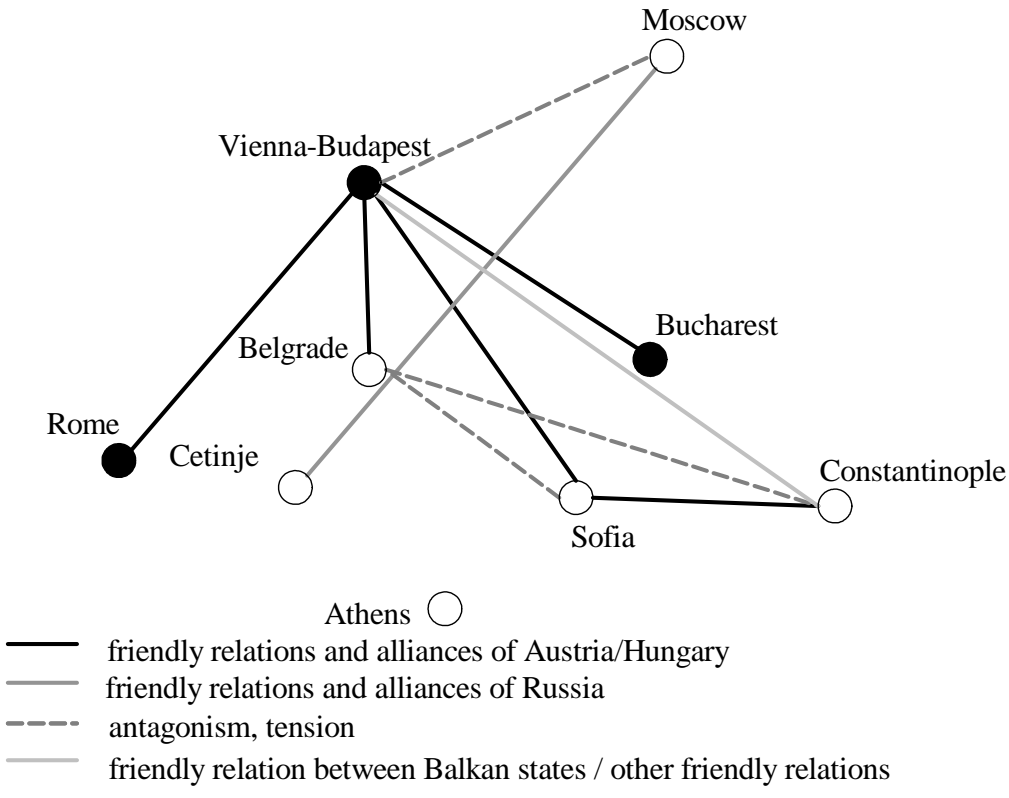 Moscow
Vienna-Budapest
Bucharest
Belgrade
Rome
Cetinje
Constantinople
Sofia
Athens
friendly relations and alliances of Austria/Hungary
friendly relations and alliances of Russia
antagonism, tension
friendly relation between Balkan states / other friendly relations